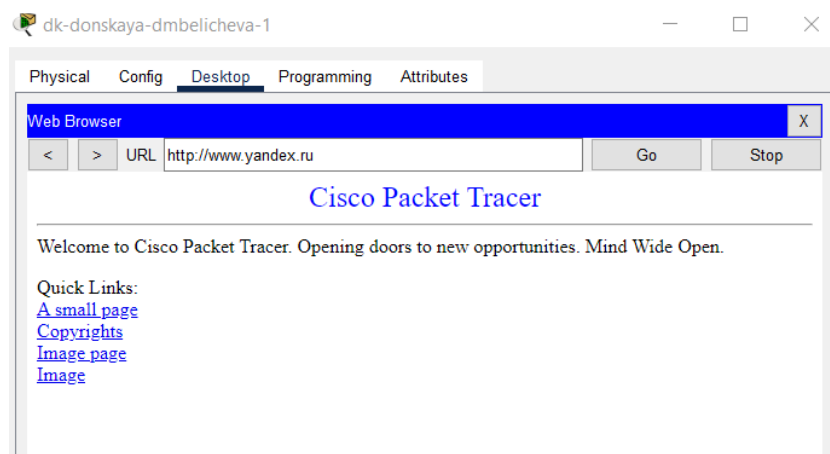 dk-donskaya-dmbelicheva-1
Physical Config Desktop Programming Attributes
Web Browser X
< > URL http://www.yandex.ru Go Stop
Cisco Packet Tracer
Welcome to Cisco Packet Tracer. Opening doors to new opportunities. Mind Wide Open.
Quick Links:
A small page
Copyrights
Image page
Image